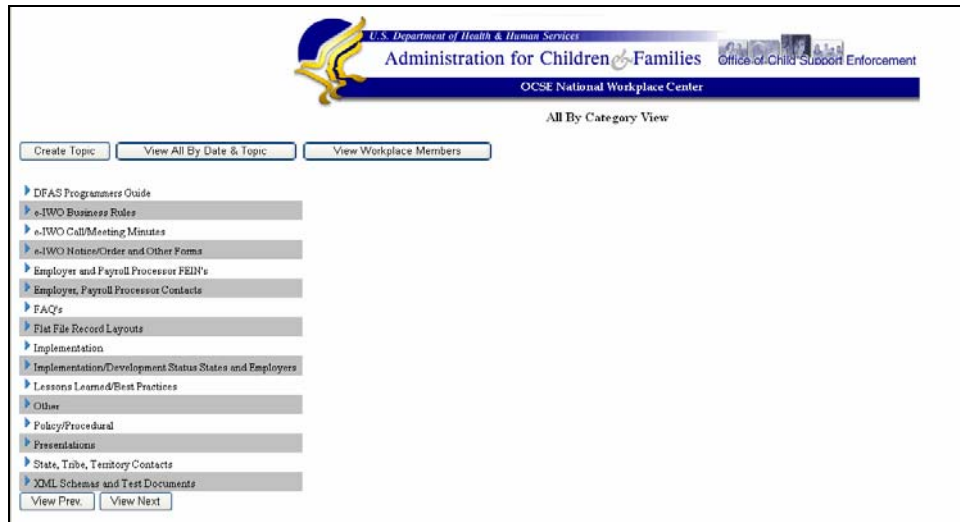 U.S. Department of Health & Human Services
Administration for Children & Families
Office of Child Support Enforcement
OCSE National Workplace Center
All By Category View
Create Topic
View All By Date & Topic
View Workplace Members
DFAS Programmers Guide
e-IWO Business Rules
e-IWO Call/Meeting Minutes
e-IWO Notice/Order and Other Forms
Employer and Payroll Processor FEIN's
Employer, Payroll Processor Contacts
FAQ's
Flat File Record Layouts
Implementation
Implementation/Development Status States and Employers
Lessons Learned/Best Practices
Other
Policy/Procedural
Presentations
State, Tribe, Territory Contacts
XML Schemas and Test Documents
View Prev.
View Next